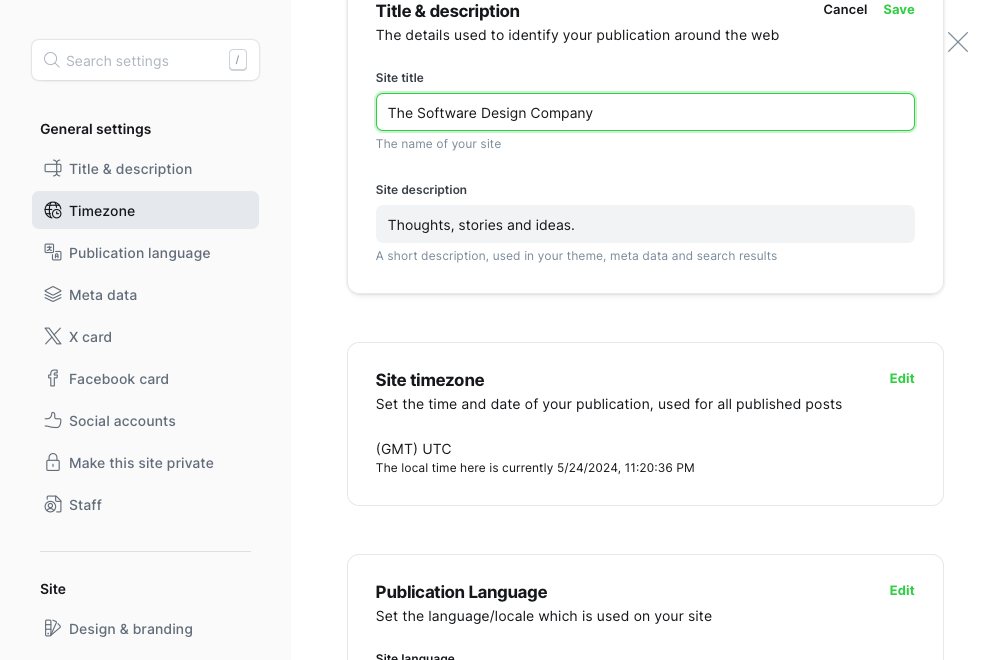 Search settings
/
General settings
Title & description
Timezone
Publication language
Meta data
X card
Facebook card
Social accounts
Make this site private
Staff
Site
Design & branding
Title & description
Cancel
Save
The details used to identify your publication around the web
Site title
The Software Design Company
The name of your site
Site description
Thoughts, stories and ideas.
A short description, used in your theme, meta data and search results
Site timezone
Edit
Set the time and date of your publication, used for all published posts
(GMT) UTC
The local time here is currently 5/24/2024, 11:20:36 PM
Publication Language
Edit
Set the language/locale which is used on your site
Site language